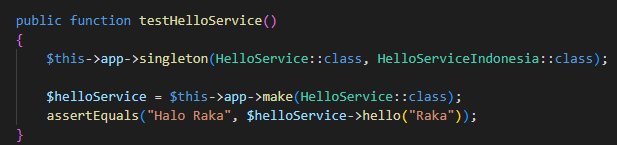 public function testHelloService()
{
$this->app->singleton(HelloService::class, HelloServiceIndonesia::class);
$helloService = $this->app->make(HelloService::class);
assertEquals("Halo Raka", $helloService->hello("Raka"));
}